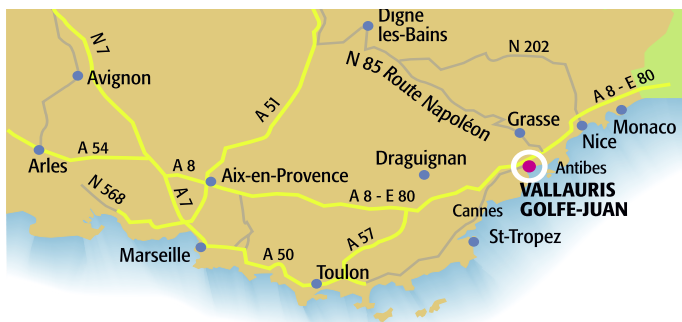 Digne
les-Bains
N 7
N 202
Avignon
N 85 Route Napoléon
A 8 - E 80
A 51
Grasse
Monaco
Nice
A 54
Arles
A 8
Draguignan
Antibes
Aix-en-Provence
N 568
A 7
A 8 - E 80
VALLAURIS
GOLFE-JUAN
Cannes
A 57
St-Tropez
Marseille
A 50
Toulon